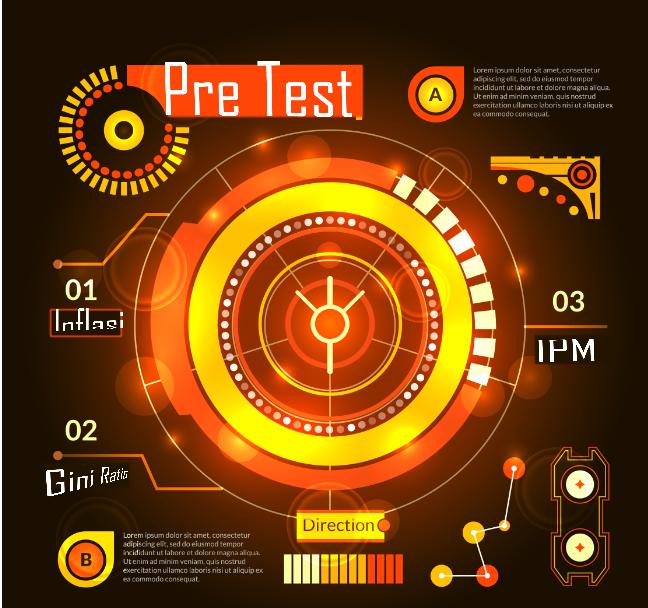 Pre Test
A
Lorem ipsum dolor sit amet, consectetur
adipiscing elit, sed do eiusmod tempor
incididunt ut labore et dolore magna aliqua.
Ut enim ad minim veniam, quis nostrud
exercitation ullamco laboris nisi ut aliquip ex
ea commodo consequat.
01
Inflasi
03
IPM
02
Gini Ratio
Direction
B
Lorem ipsum dolor sit amet, consectetur
adipiscing elit, sed do eiusmod tempor
incididunt ut labore et dolore magna aliqua.
Ut enim ad minim veniam, quis nostrud
exercitation ullamco laboris nisi ut aliquip ex
ea commodo consequat.